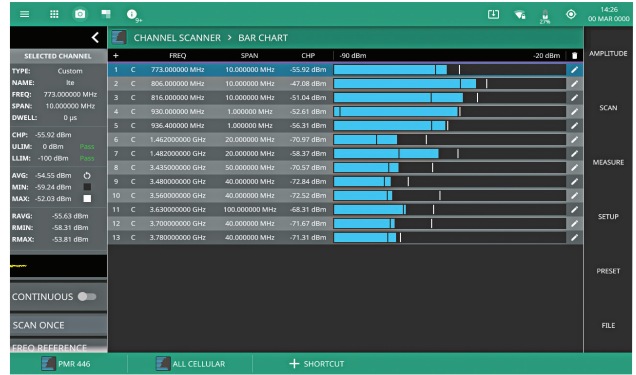 9+
27%
14:26
00 MAR 0000
CHANNEL SCANNER > BAR CHART
SELECTED CHANNEL
TYPE: Custom
NAME: lte
FREQ: 773.000000 MHz
SPAN: 10.000000 MHz
DWELL: 0 µs
CHP: -55.92 dBm
ULIM: 0 dBm Pass
LLIM: -100 dBm Pass
AVG: -54.55 dBm
MIN: -59.24 dBm
MAX: -52.03 dBm
RAVG: -55.63 dBm
RMIN: -58.31 dBm
RMAX: -53.81 dBm
CONTINUOUS
SCAN ONCE
FREQ REFERENCE
+ FREQ SPAN CHP -90 dBm -20 dBm
1 C 773.000000 MHz 10.000000 MHz -55.92 dBm
2 C 806.000000 MHz 10.000000 MHz -47.08 dBm
3 C 816.000000 MHz 10.000000 MHz -51.04 dBm
4 C 930.000000 MHz 1.000000 MHz -52.61 dBm
5 C 936.400000 MHz 1.000000 MHz -56.31 dBm
6 C 1.462000000 GHz 20.000000 MHz -70.97 dBm
7 C 1.482000000 GHz 20.000000 MHz -58.37 dBm
8 C 3.435000000 GHz 50.000000 MHz -70.57 dBm
9 C 3.480000000 GHz 40.000000 MHz -72.84 dBm
10 C 3.560000000 GHz 40.000000 MHz -72.52 dBm
11 C 3.630000000 GHz 100.000000 MHz -68.31 dBm
12 C 3.700000000 GHz 40.000000 MHz -71.67 dBm
13 C 3.780000000 GHz 40.000000 MHz -71.31 dBm
AMPLITUDE
SCAN
MEASURE
SETUP
PRESET
FILE
PMR 446
ALL CELLULAR
+ SHORTCUT